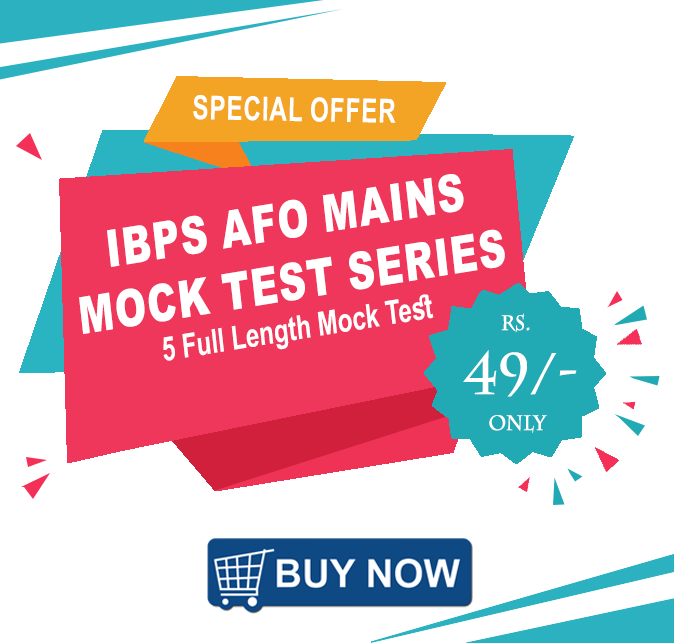 SPECIAL OFFER
IBPS AFO MAINS
MOCK TEST SERIES
5 Full Length Mock Test
RS.
49/-
ONLY
BUY NOW